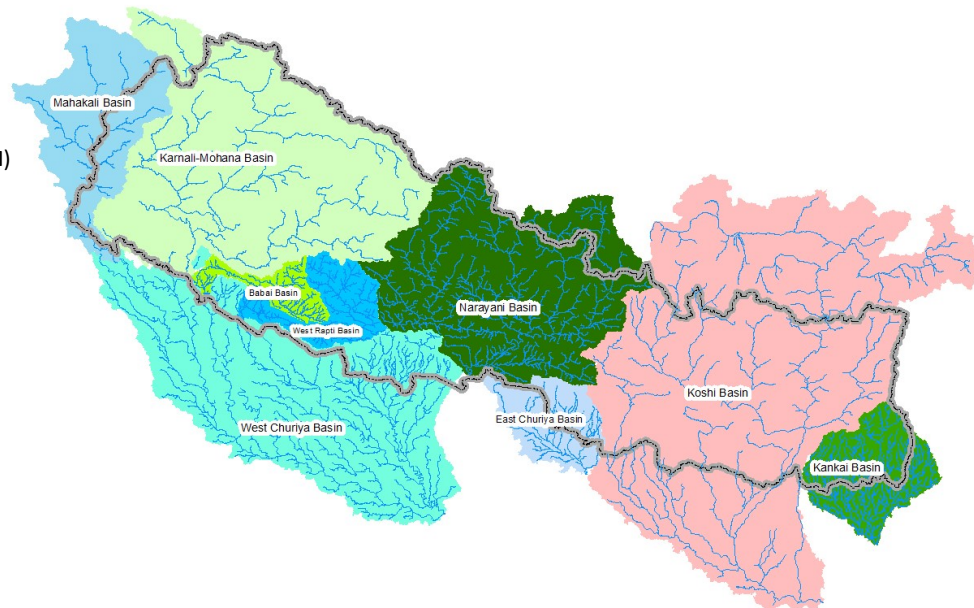 Mahakali Basin
l)
Karnali-Mohana Basin
Babai Basin
Narayani Basin
West Rapti Basin
Koshi Basin
East Churiya Basin
West Churiya Basin
Kankai Basin